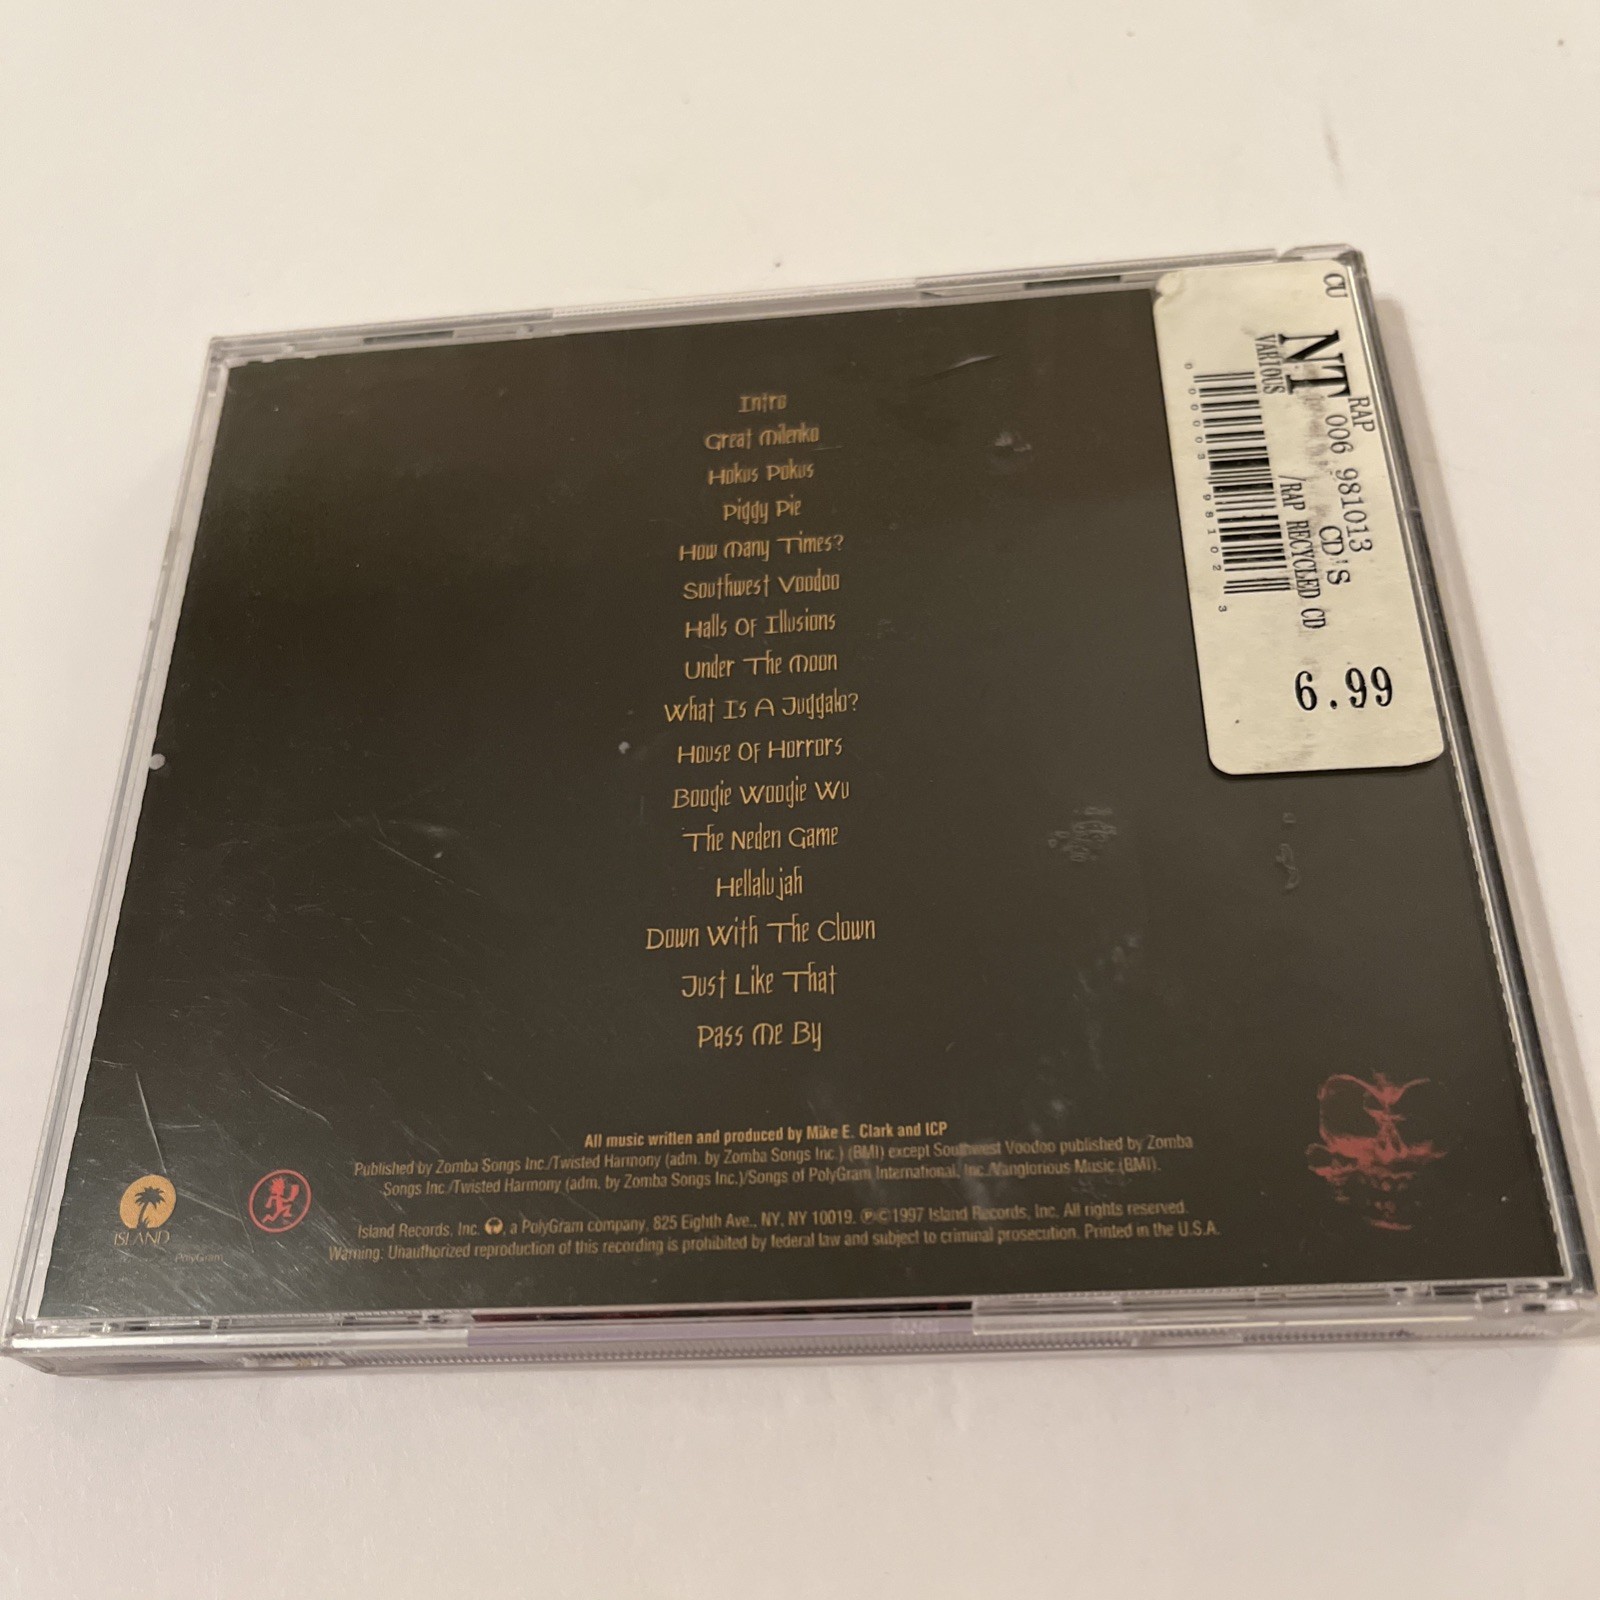 Intro
Great Milenko
Hokus Pokus
Piggy Pie
How Many Times?
Southwest Voodoo
Halls Of Illusions
Under The Moon
What Is A Juggalo?
House Of Horrors
Boogie Woogie Wu
The Neden Game
Hellalujah
Down With The Clown
Just Like That
Pass Me By
All music written and produced by Mike E. Clark and ICP
Published by Zomba Songs Inc./Twisted Harmony (adm. by Zomba Songs Inc.) (BMI) except Southwest Voodoo published by Zomba
Songs Inc./Twisted Harmony (adm. by Zomba Songs Inc.)/Songs of PolyGram International, Inc./Vanglorious Music (BMI).
Island Records, Inc. , a PolyGram company, 825 Eighth Ave., NY, NY 10019. ℗©1997 Island Records, Inc. All rights reserved.
Warning: Unauthorized reproduction of this recording is prohibited by federal law and subject to criminal prosecution. Printed in the U.S.A.
ISLAND
PolyGram
CU
RAP
NT 006 981013
CD'S
VARIOUS
/RAP RECYCLED CD
0 00003 98102 3
6.99